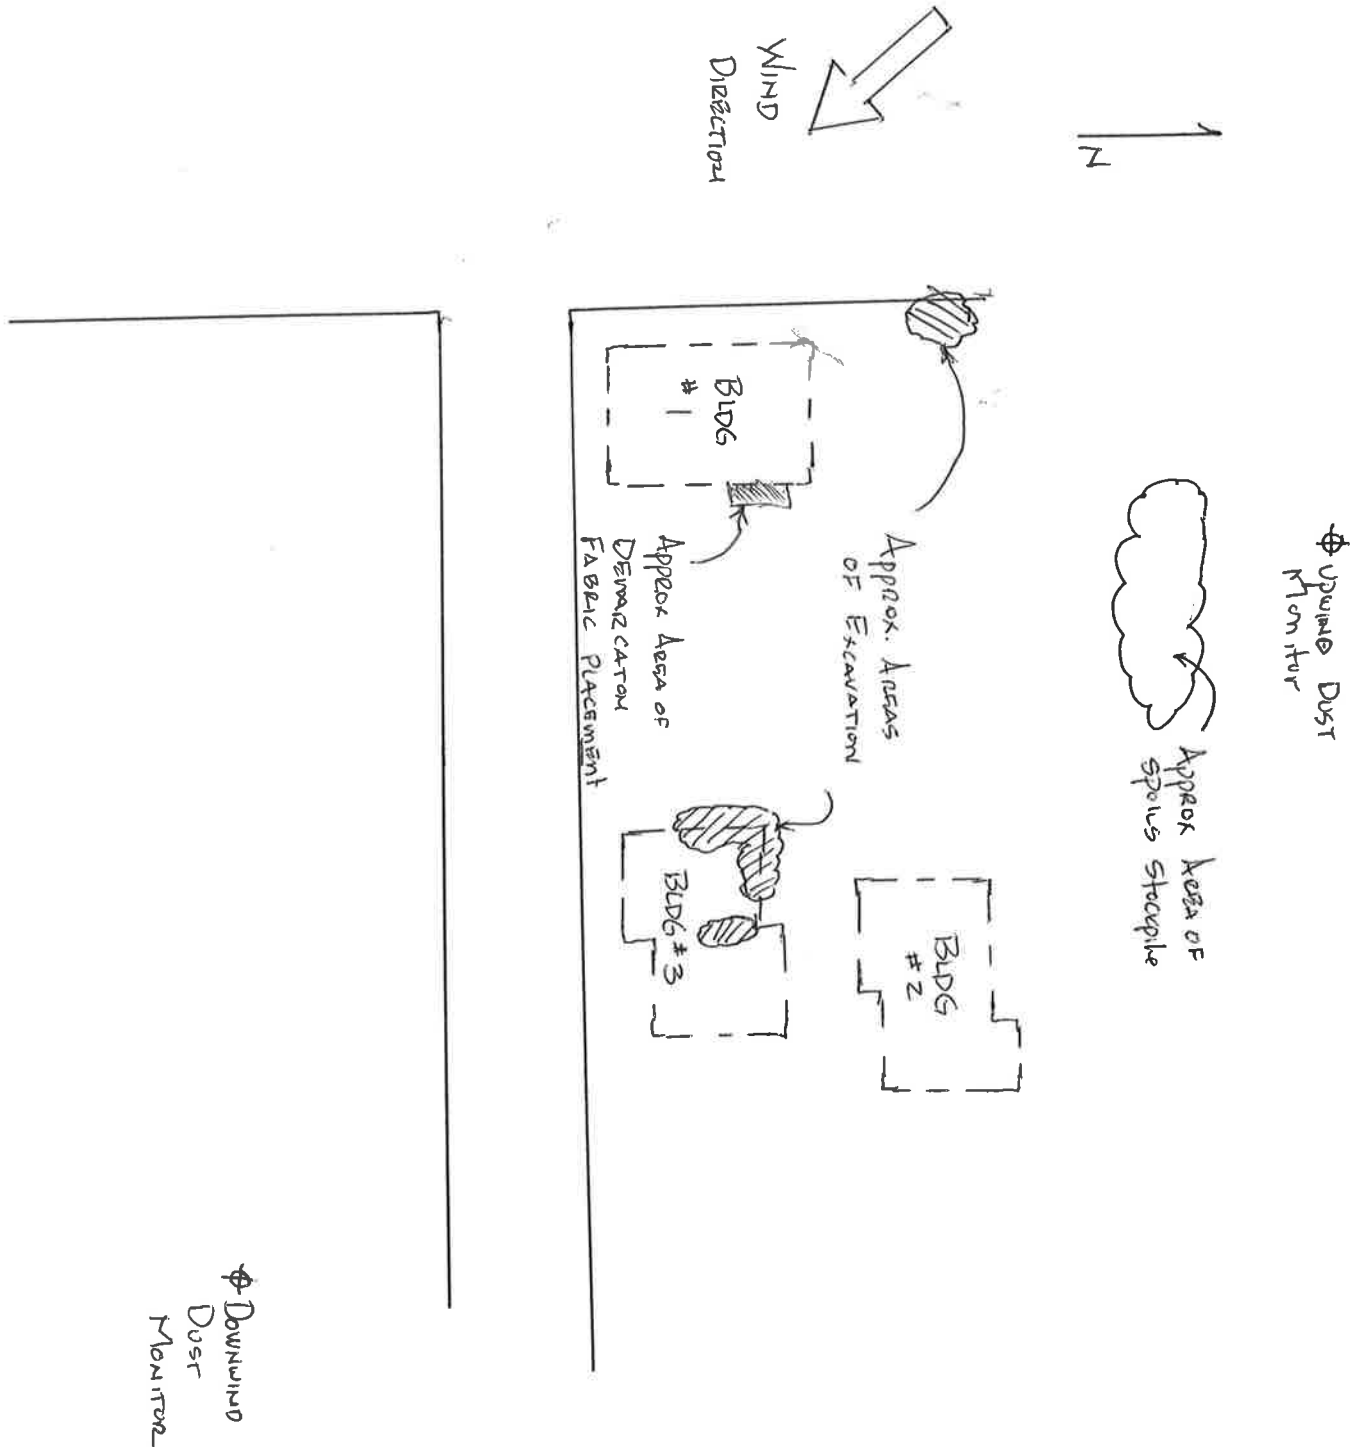 WIND
DIRECTION
N
UPWIND DUST
Monitor
APPROX AREA OF
SPOILS Stockpile
APPROX. AREAS
OF EXCAVATION
BLDG
# 1
APPROX AREA OF
DEMARCATON
FABRIC PLACEMENT
BLDG
# 2
BLDG # 3
DOWNWIND
DUST
MONITOR